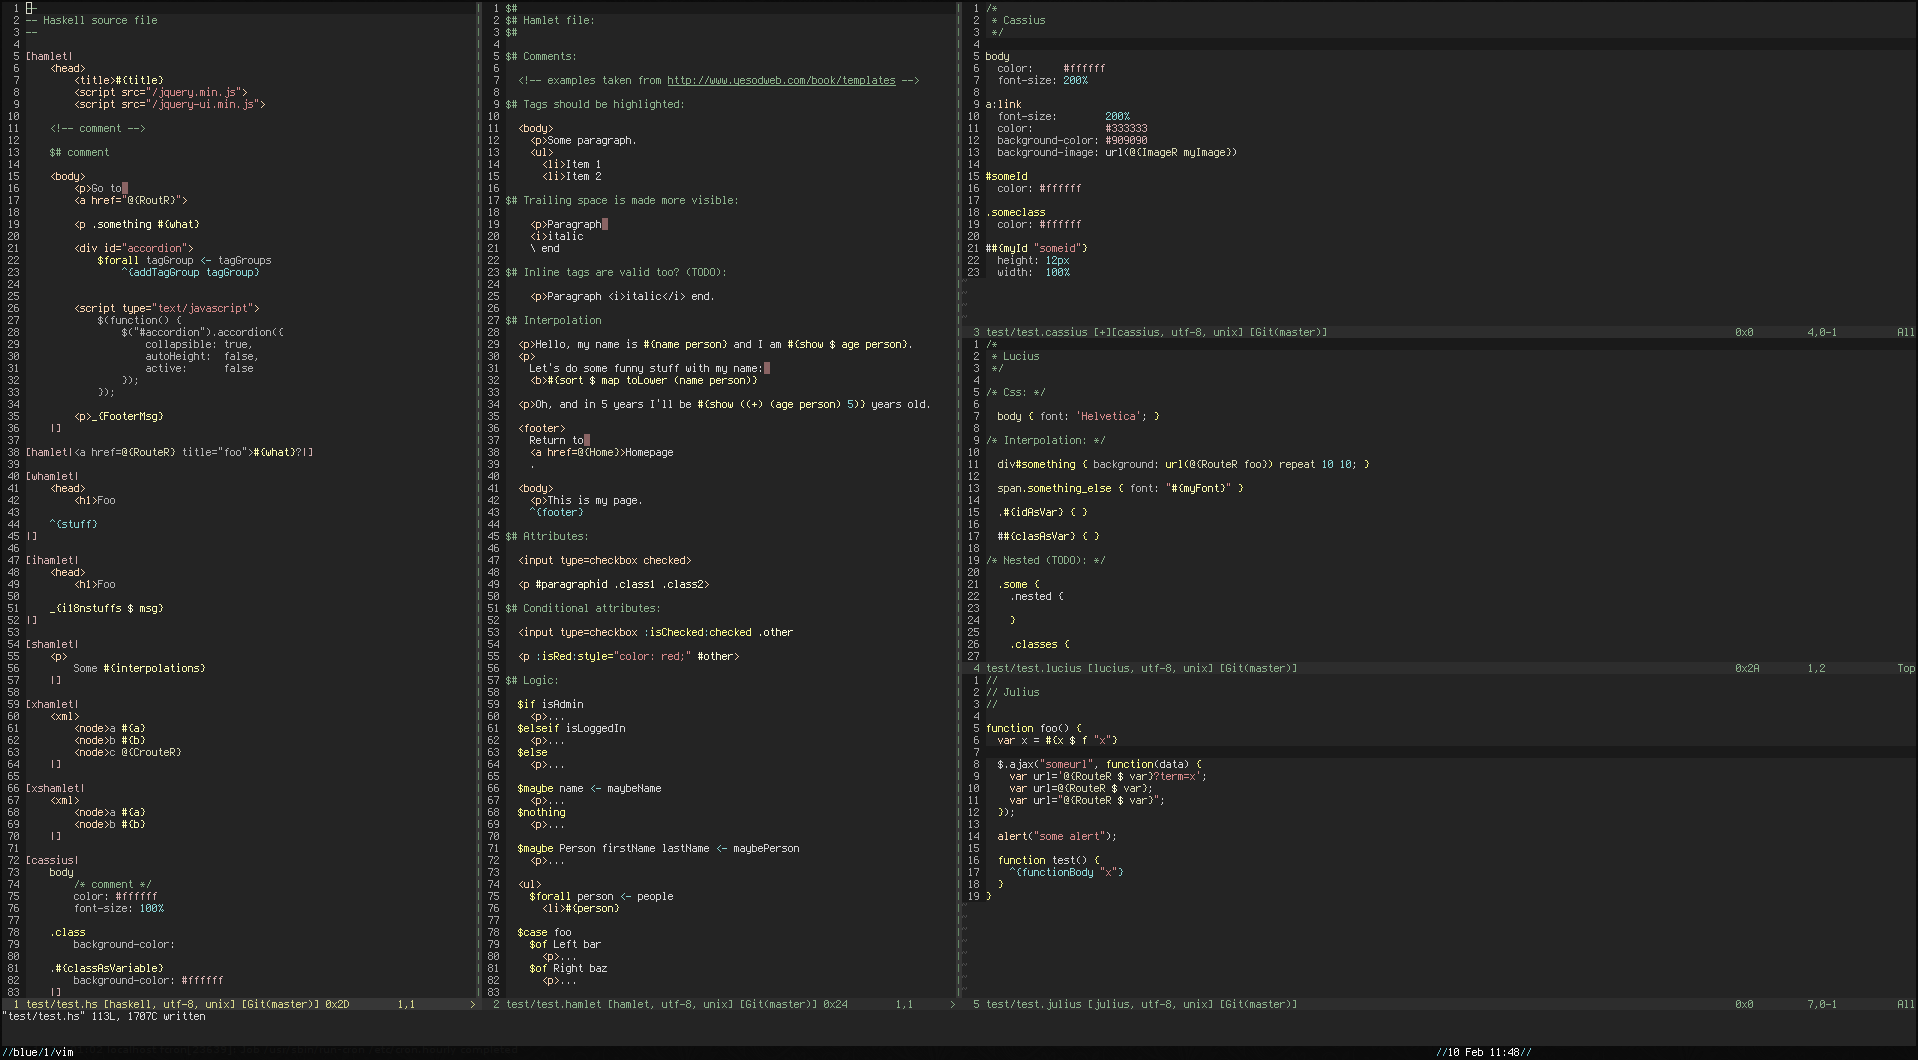 1 --
2 -- Haskell source file
3 --
4
5 [hamlet|
6 <head>
7 <title>#{title}
8 <script src="/jquery.min.js">
9 <script src="/jquery-ui.min.js">
10
11 <!-- comment -->
12
13 $# comment
14
15 <body>
16 <p>Go to
17 <a href="@{RoutR}">
18
19 <p .something #{what}
20
21 <div id="accordion">
22 $forall tagGroup <- tagGroups
23 ^{addTagGroup tagGroup}
24
25
26 <script type="text/javascript">
27 $(function() {
28 $("#accordion").accordion({
29 collapsible: true,
30 autoHeight: false,
31 active: false
32 });
33 });
34
35 <p>_{FooterMsg}
36 |]
37
38 [hamlet|<a href=@{RouteR} title="foo">#{what}?|]
39
40 [whamlet|
41 <head>
42 <h1>Foo
43
44 ^{stuff}
45 |]
46
47 [ihamlet|
48 <head>
49 <h1>Foo
50
51 _{i18nstuffs $ msg}
52 |]
53
54 [shamlet|
55 <p>
56 Some #{interpolations}
57 |]
58
59 [xhamlet|
60 <xml>
61 <node>a #{a}
62 <node>b #{b}
63 <node>c @{CrouteR}
64 |]
65
66 [xshamlet|
67 <xml>
68 <node>a #{a}
69 <node>b #{b}
70 |]
71
72 [cassius|
73 body
74 /* comment */
75 color: #ffffff
76 font-size: 100%
77
78 .class
79 background-color:
80
81 .#{classAsVariable}
82 background-color: #ffffff
83 |]
1 test/test.hs [haskell, utf-8, unix] [Git(master)] 0x2D 1,1 >
1 $#
2 $# Hamlet file:
3 $#
4
5 $# Comments:
6
7 <!-- examples taken from http://www.yesodweb.com/book/templates -->
8
9 $# Tags should be highlighted:
10
11 <body>
12 <p>Some paragraph.
13 <ul>
14 <li>Item 1
15 <li>Item 2
16
17 $# Trailing space is made more visible:
18
19 <p>Paragraph
20 <i>italic
21 \ end
22
23 $# Inline tags are valid too? (TODO):
24
25 <p>Paragraph <i>italic</i> end.
26
27 $# Interpolation
28
29 <p>Hello, my name is #{name person} and I am #{show $ age person}.
30 <p>
31 Let's do some funny stuff with my name:
32 <b>#{sort $ map toLower (name person)}
33
34 <p>Oh, and in 5 years I'll be #{show ((+) (age person) 5)} years old.
35
36 <footer>
37 Return to
38 <a href=@{Home}>Homepage
39 .
40
41 <body>
42 <p>This is my page.
43 ^{footer}
44
45 $# Attributes:
46
47 <input type=checkbox checked>
48
49 <p #paragraphid .class1 .class2>
50
51 $# Conditional attributes:
52
53 <input type=checkbox :isChecked:checked .other
54
55 <p :isRed:style="color: red;" #other>
56
57 $# Logic:
58
59 $if isAdmin
60 <p>...
61 $elseif isLoggedIn
62 <p>...
63 $else
64 <p>...
65
66 $maybe name <- maybeName
67 <p>...
68 $nothing
69 <p>...
70
71 $maybe Person firstName lastName <- maybePerson
72 <p>...
73
74 <ul>
75 $forall person <- people
76 <li>#{person}
77
78 $case foo
79 $of Left bar
80 <p>...
81 $of Right baz
82 <p>...
83
2 test/test.hamlet [hamlet, utf-8, unix] [Git(master)] 0x24 1,1 >
1 /*
2 * Cassius
3 */
4
5 body
6 color: #ffffff
7 font-size: 200%
8
9 a:link
10 font-size: 200%
11 color: #333333
12 background-color: #909090
13 background-image: url(@{ImageR myImage})
14
15 #someId
16 color: #ffffff
17
18 .someclass
19 color: #ffffff
20
21 ##{myId "someid"}
22 height: 12px
23 width: 100%
~
~
~
~
3 test/test.cassius [+][cassius, utf-8, unix] [Git(master)] 0x0 4,0-1 All
1 /*
2 * Lucius
3 */
4
5 /* Css: */
6
7 body { font: 'Helvetica'; }
8
9 /* Interpolation: */
10
11 div#something { background: url(@{RouteR foo}) repeat 10 10; }
12
13 span.something_else { font: "#{myFont}" }
14
15 .#{idAsVar} { }
16
17 ##{clasAsVar} { }
18
19 /* Nested (TODO): */
20
21 .some {
22 .nested {
23
24 }
25
26 .classes {
27
4 test/test.lucius [lucius, utf-8, unix] [Git(master)] 0x2A 1,2 Top
1 //
2 // Julius
3 //
4
5 function foo() {
6 var x = #{x $ f "x"}
7
8 $.ajax("someurl", function(data) {
9 var url='@{RouteR $ var}?term=x';
10 var url=@{RouteR $ var};
11 var url="@{RouteR $ var}";
12 });
13
14 alert("some alert");
15
16 function test() {
17 ^{functionBody "x"}
18 }
19 }
~
~
~
~
~
~
~
~
5 test/test.julius [julius, utf-8, unix] [Git(master)] 0x0 7,0-1 All
"test/test.hs" 113L, 1707C written
//blue/1/vim //10 Feb 11:48//